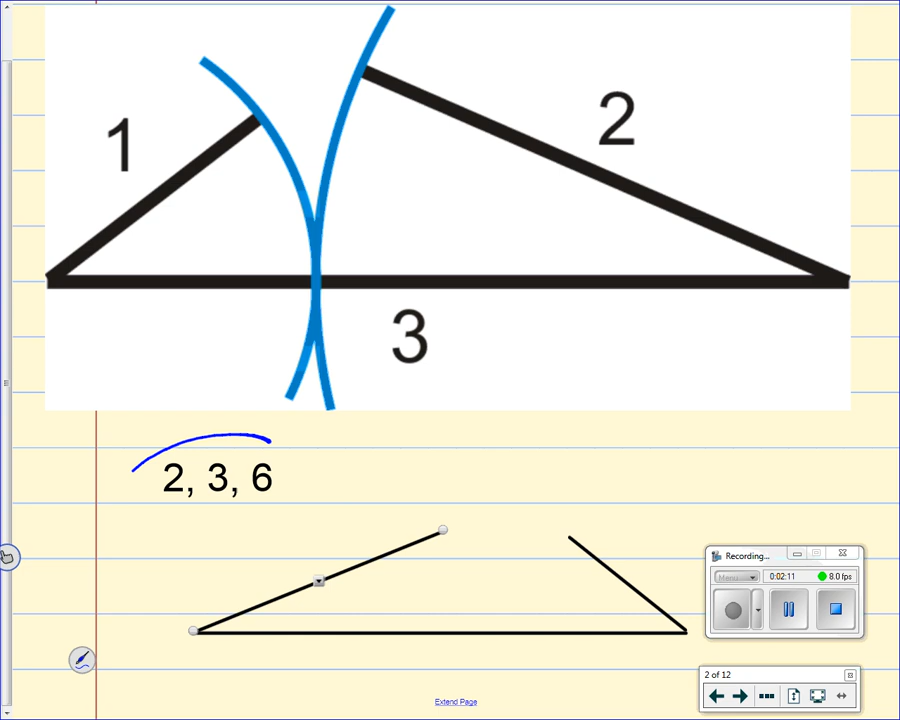 1
2
3
2, 3, 6
Recording...
Menu
0:02:11
8.0 fps
2 of 12
Extend Page